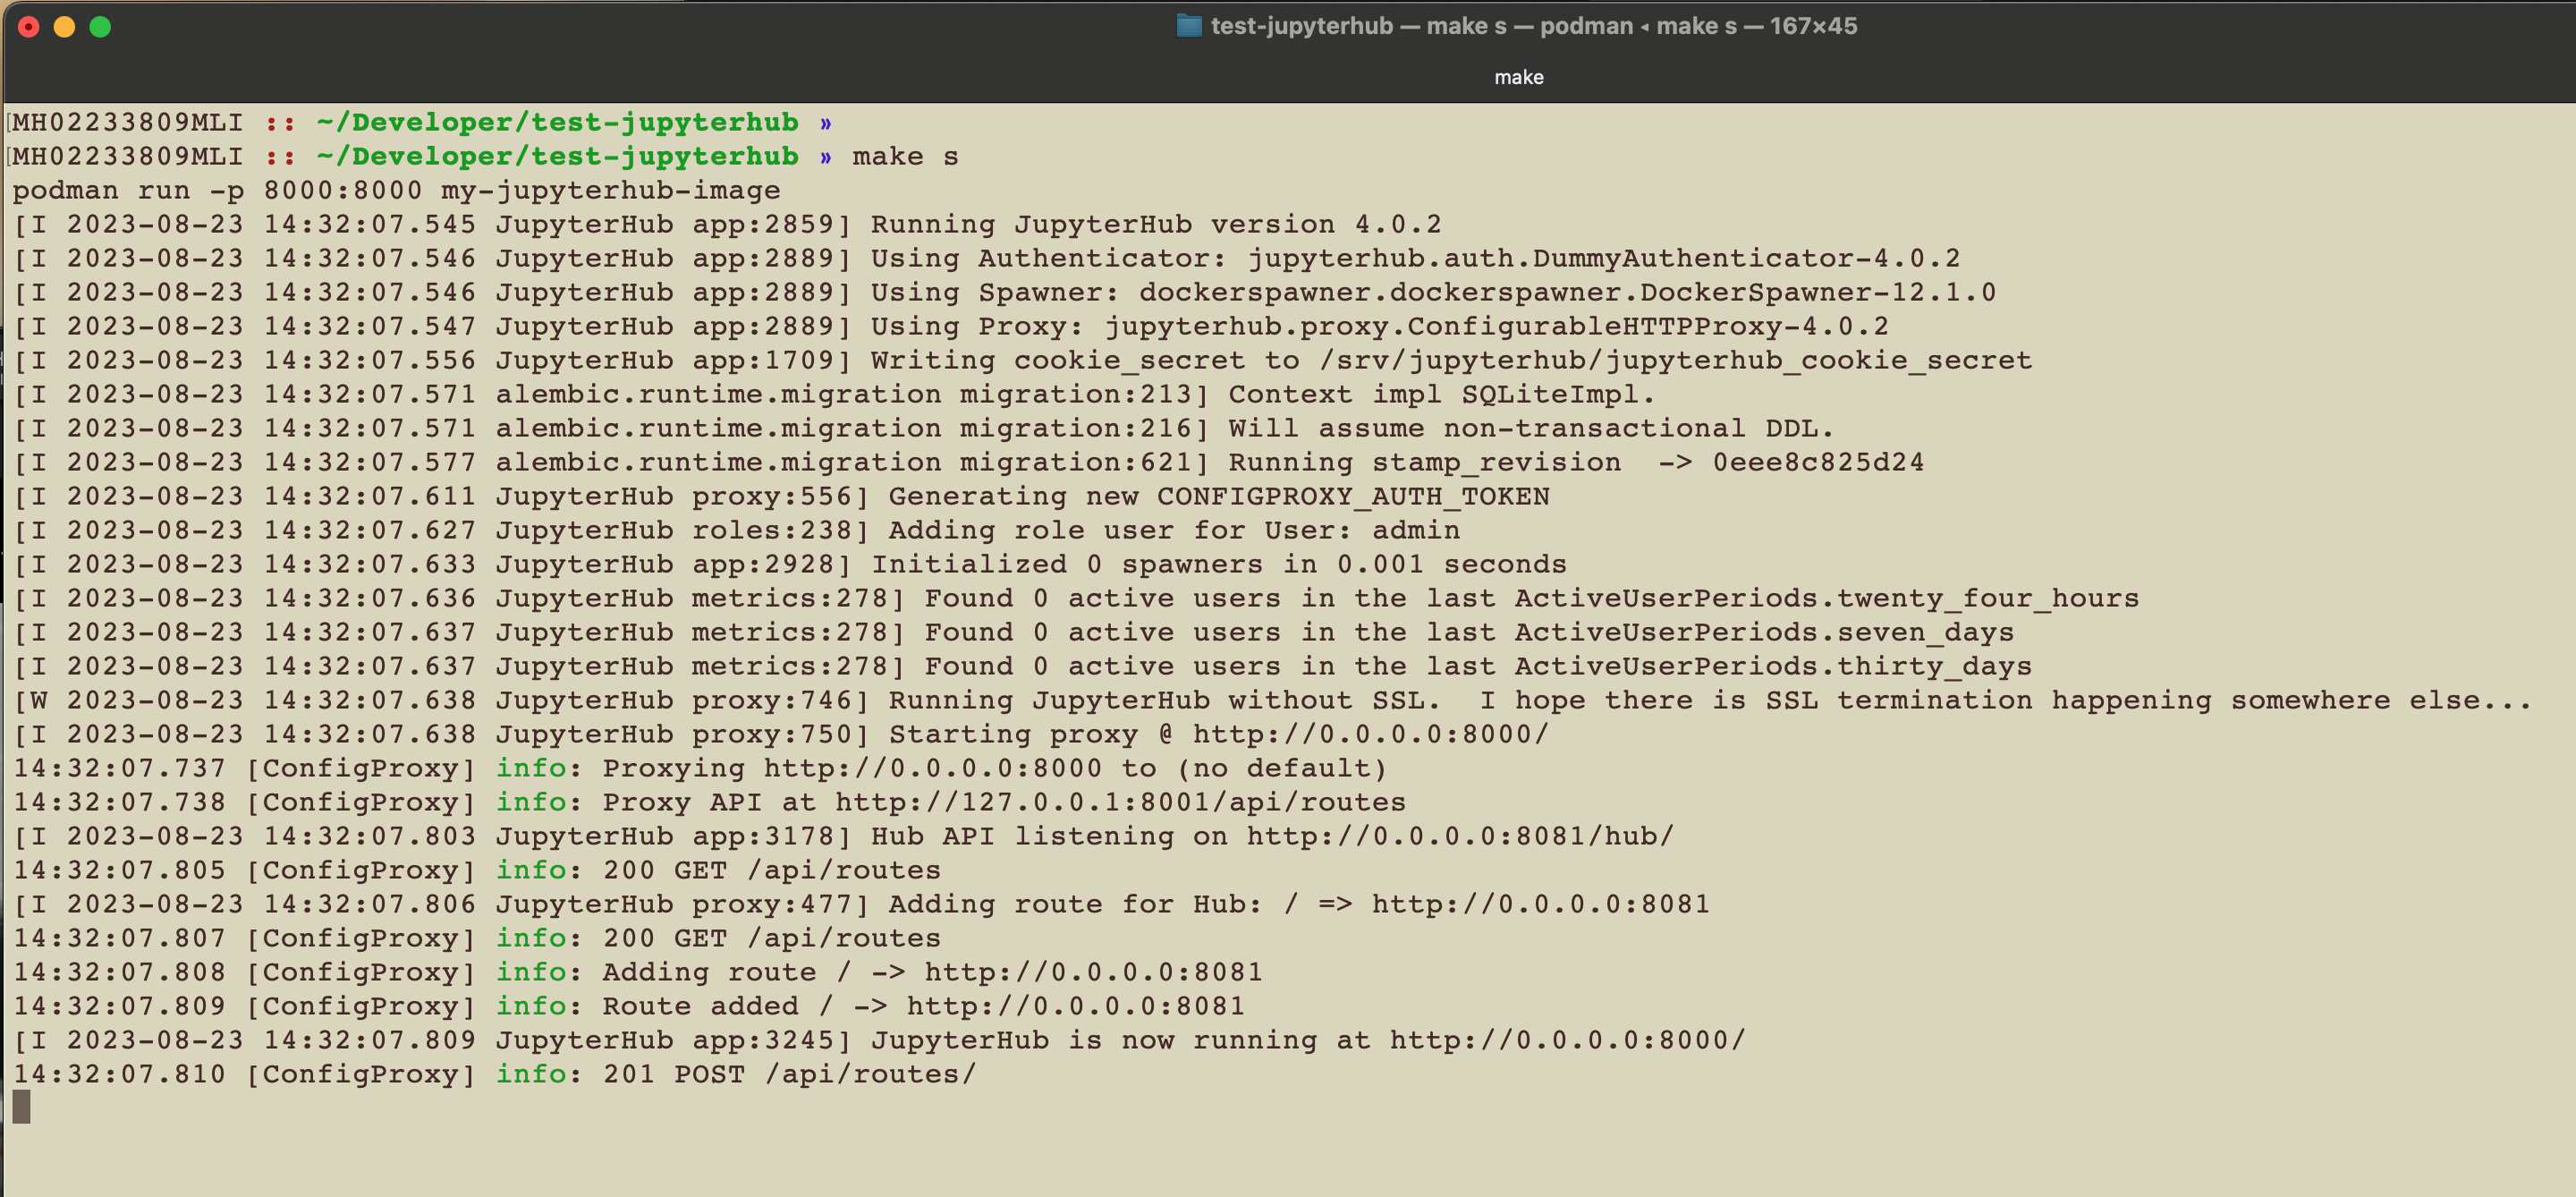 test-jupyterhub — make s — podman ◂ make s — 167×45
make
[MH02233809MLI :: ~/Developer/test-jupyterhub »
[MH02233809MLI :: ~/Developer/test-jupyterhub » make s
podman run -p 8000:8000 my-jupyterhub-image
[I 2023-08-23 14:32:07.545 JupyterHub app:2859] Running JupyterHub version 4.0.2
[I 2023-08-23 14:32:07.546 JupyterHub app:2889] Using Authenticator: jupyterhub.auth.DummyAuthenticator-4.0.2
[I 2023-08-23 14:32:07.546 JupyterHub app:2889] Using Spawner: dockerspawner.dockerspawner.DockerSpawner-12.1.0
[I 2023-08-23 14:32:07.547 JupyterHub app:2889] Using Proxy: jupyterhub.proxy.ConfigurableHTTPProxy-4.0.2
[I 2023-08-23 14:32:07.556 JupyterHub app:1709] Writing cookie_secret to /srv/jupyterhub/jupyterhub_cookie_secret
[I 2023-08-23 14:32:07.571 alembic.runtime.migration migration:213] Context impl SQLiteImpl.
[I 2023-08-23 14:32:07.571 alembic.runtime.migration migration:216] Will assume non-transactional DDL.
[I 2023-08-23 14:32:07.577 alembic.runtime.migration migration:621] Running stamp_revision  -> 0eee8c825d24
[I 2023-08-23 14:32:07.611 JupyterHub proxy:556] Generating new CONFIGPROXY_AUTH_TOKEN
[I 2023-08-23 14:32:07.627 JupyterHub roles:238] Adding role user for User: admin
[I 2023-08-23 14:32:07.633 JupyterHub app:2928] Initialized 0 spawners in 0.001 seconds
[I 2023-08-23 14:32:07.636 JupyterHub metrics:278] Found 0 active users in the last ActiveUserPeriods.twenty_four_hours
[I 2023-08-23 14:32:07.637 JupyterHub metrics:278] Found 0 active users in the last ActiveUserPeriods.seven_days
[I 2023-08-23 14:32:07.637 JupyterHub metrics:278] Found 0 active users in the last ActiveUserPeriods.thirty_days
[W 2023-08-23 14:32:07.638 JupyterHub proxy:746] Running JupyterHub without SSL.  I hope there is SSL termination happening somewhere else...
[I 2023-08-23 14:32:07.638 JupyterHub proxy:750] Starting proxy @ http://0.0.0.0:8000/
14:32:07.737 [ConfigProxy] info: Proxying http://0.0.0.0:8000 to (no default)
14:32:07.738 [ConfigProxy] info: Proxy API at http://127.0.0.1:8001/api/routes
[I 2023-08-23 14:32:07.803 JupyterHub app:3178] Hub API listening on http://0.0.0.0:8081/hub/
14:32:07.805 [ConfigProxy] info: 200 GET /api/routes
[I 2023-08-23 14:32:07.806 JupyterHub proxy:477] Adding route for Hub: / => http://0.0.0.0:8081
14:32:07.807 [ConfigProxy] info: 200 GET /api/routes
14:32:07.808 [ConfigProxy] info: Adding route / -> http://0.0.0.0:8081
14:32:07.809 [ConfigProxy] info: Route added / -> http://0.0.0.0:8081
[I 2023-08-23 14:32:07.809 JupyterHub app:3245] JupyterHub is now running at http://0.0.0.0:8000/
14:32:07.810 [ConfigProxy] info: 201 POST /api/routes/